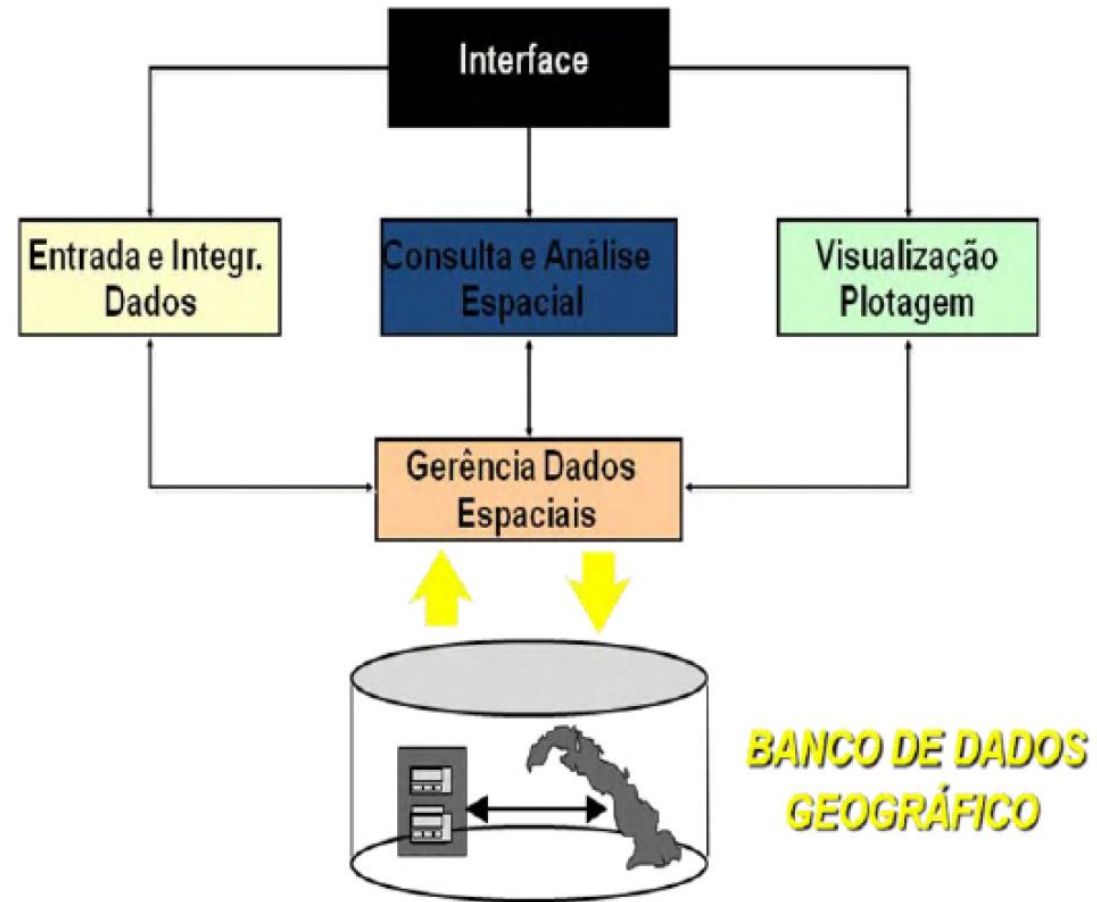 Interface
Entrada e Integr.
Dados
Consulta e Análise
Espacial
Visualização
Plotagem
Gerência Dados
Espaciais
BANCO DE DADOS
GEOGRÁFICO